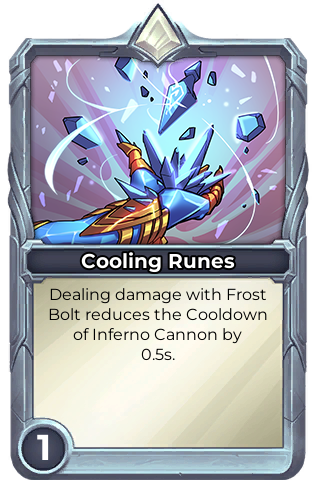 Cooling Runes
Dealing damage with Frost
Bolt reduces the Cooldown
of Inferno Cannon by
0.5s.
1